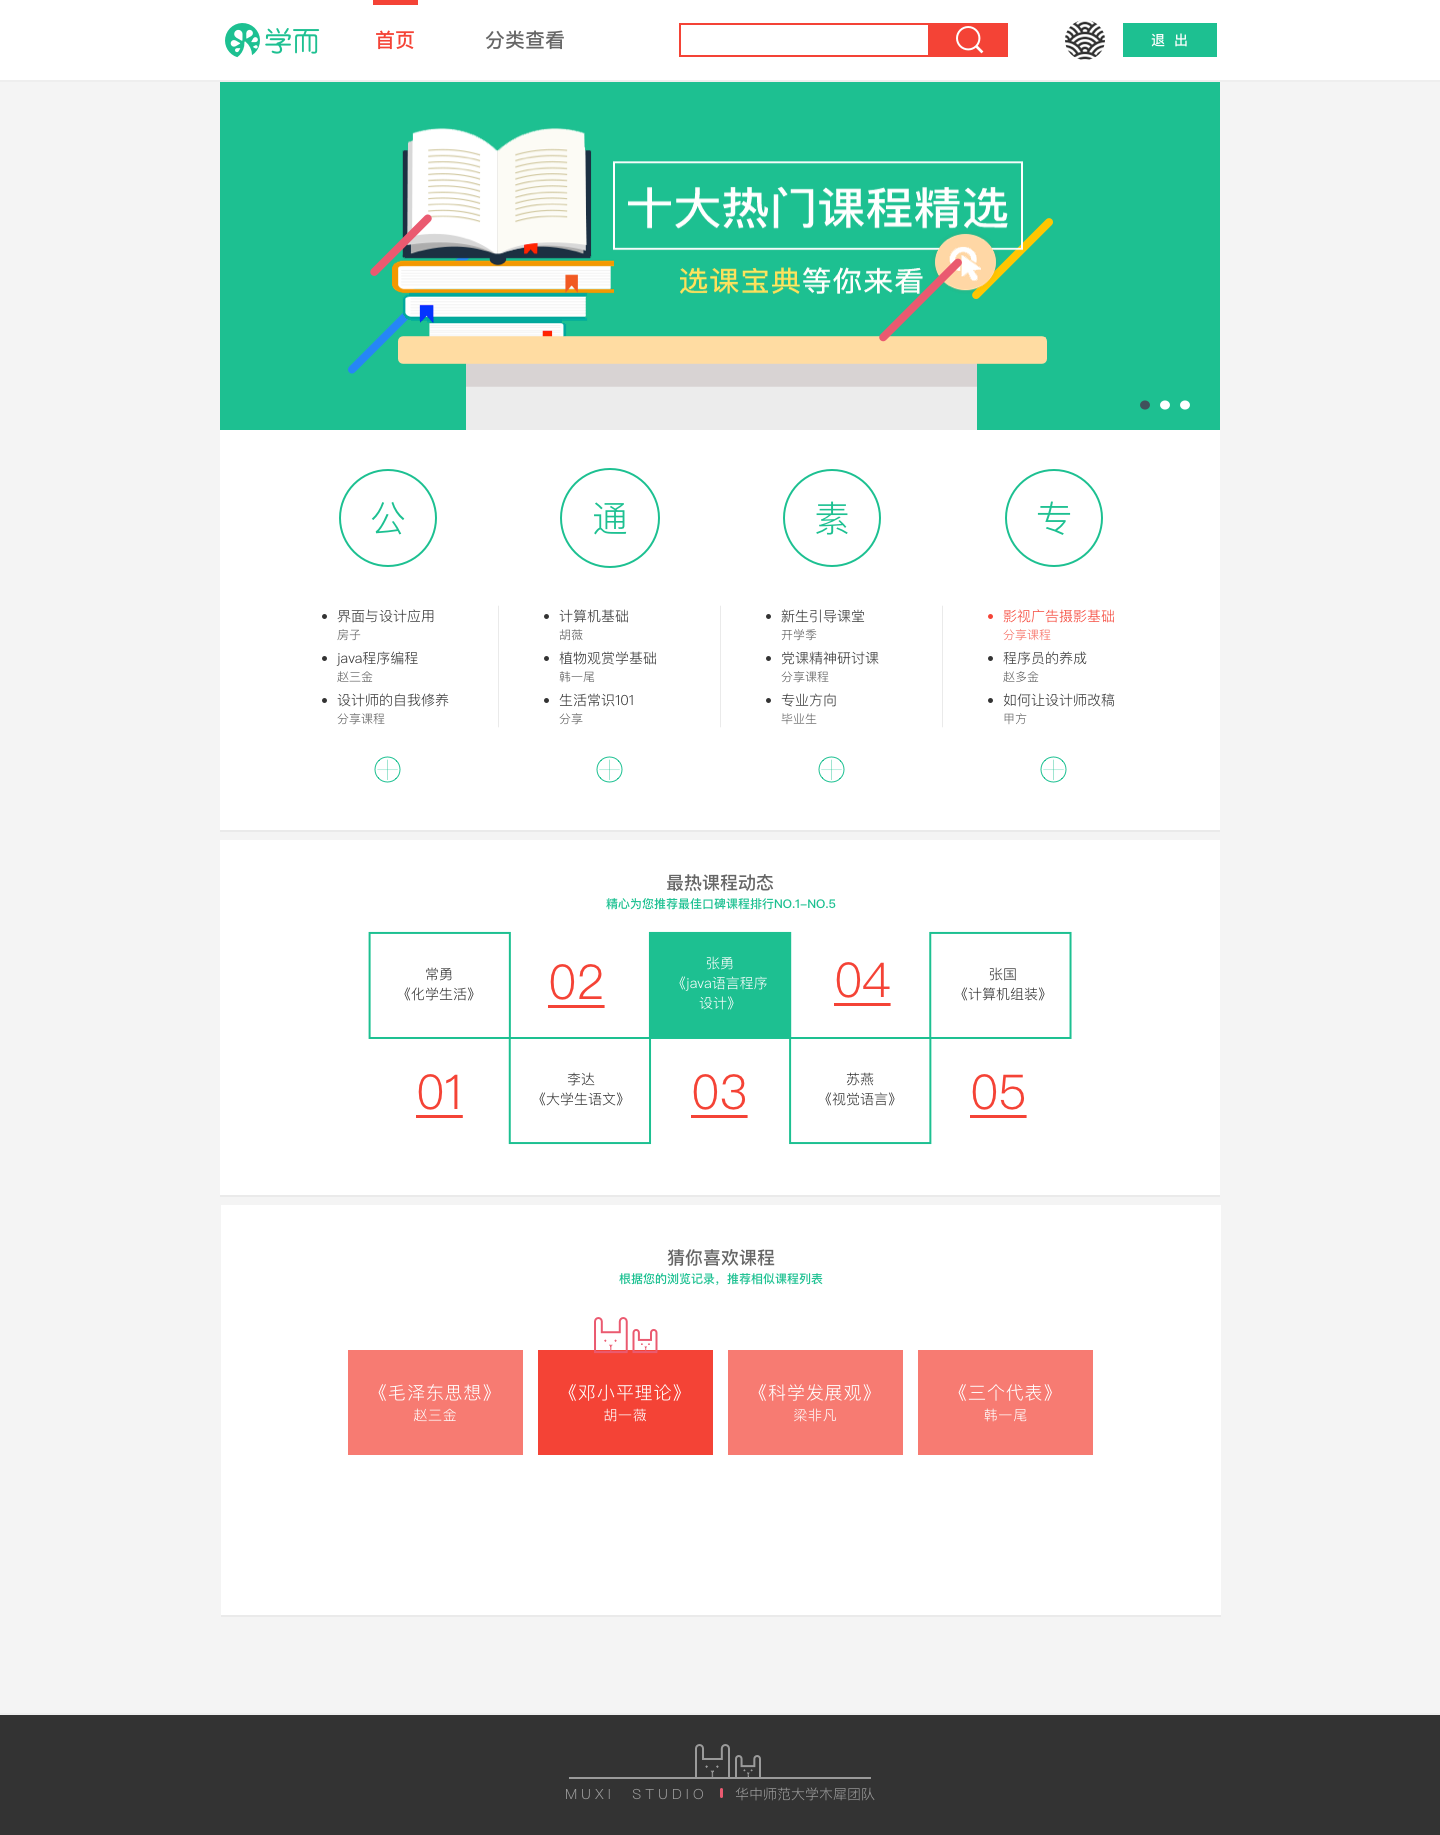 学而
首页
分类查看
退 出
十大热门课程精选
选课宝典等你来看
公
通
素
专
界面与设计应用
房子
java程序编程
赵三金
设计师的自我修养
分享课程
计算机基础
胡薇
植物观赏学基础
韩一尾
生活常识101
分享
新生引导课堂
开学季
党课精神研讨课
分享课程
专业方向
毕业生
影视广告摄影基础
分享课程
程序员的养成
赵多金
如何让设计师改稿
甲方
最热课程动态
精心为您推荐最佳口碑课程排行NO.1-NO.5
常勇
《化学生活》
02
张勇
《java语言程序
设计》
04
张国
《计算机组装》
01
李达
《大学生语文》
03
苏燕
《视觉语言》
05
猜你喜欢课程
根据您的浏览记录，推荐相似课程列表
《毛泽东思想》
赵三金
《邓小平理论》
胡一薇
《科学发展观》
梁非凡
《三个代表》
韩一尾
MUXI STUDIO 华中师范大学木犀团队